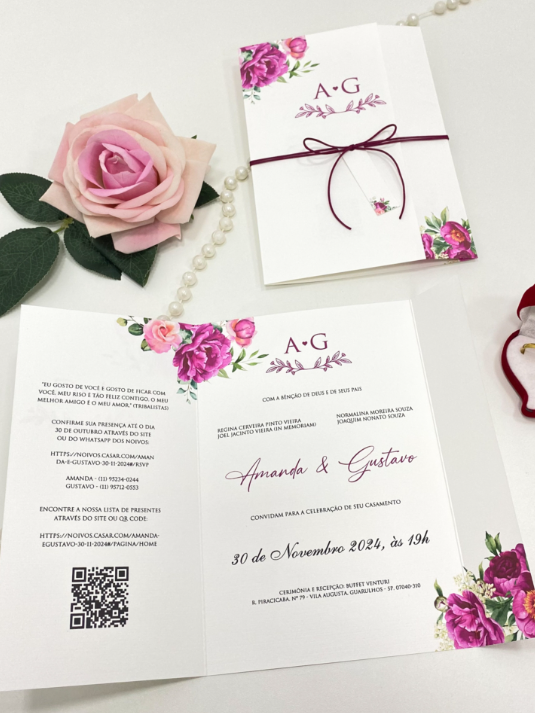 A♥G
A♥G
"EU GOSTO DE VOCÊ E GOSTO DE FICAR COM
VOCÊ, MEU RISO É TÃO FELIZ CONTIGO, O MEU
MELHOR AMIGO É O MEU AMOR." (TRIBALISTAS)
CONFIRME SUA PRESENÇA ATÉ O DIA
30 DE OUTUBRO ATRAVÉS DO SITE
OU DO WHATSAPP DOS NOIVOS.
HTTPS://NOIVOS.CASAR.COM/AMAN
DA-E-GUSTAVO-30-11-2024#/RSVP
AMANDA - (11) 95234-0244
GUSTAVO - (11) 95712-0553
ENCONTRE A NOSSA LISTA DE PRESENTES
ATRAVÉS DO SITE OU QR CODE:
HTTPS://NOIVOS.CASAR.COM/AMANDA-
EGUSTAVO-30-11-2024#/PAGINA/HOME
COM A BÊNÇÃO DE DEUS E DE SEUS PAIS
REGINA CERVEIRA PINTO VIEIRA
JOEL JACINTO VIEIRA (IN MEMORIAM)
NORMALINA MOREIRA SOUZA
JOAQUIM NONATO SOUZA
Amanda & Gustavo
CONVIDAM PARA A CELEBRAÇÃO DE SEU CASAMENTO
30 de Novembro 2024, às 19h
CERIMÔNIA E RECEPÇÃO: BUFFET VENTURI
R. PIRACICABA, Nº 79 - VILA AUGUSTA, GUARULHOS - SP, 07040-310